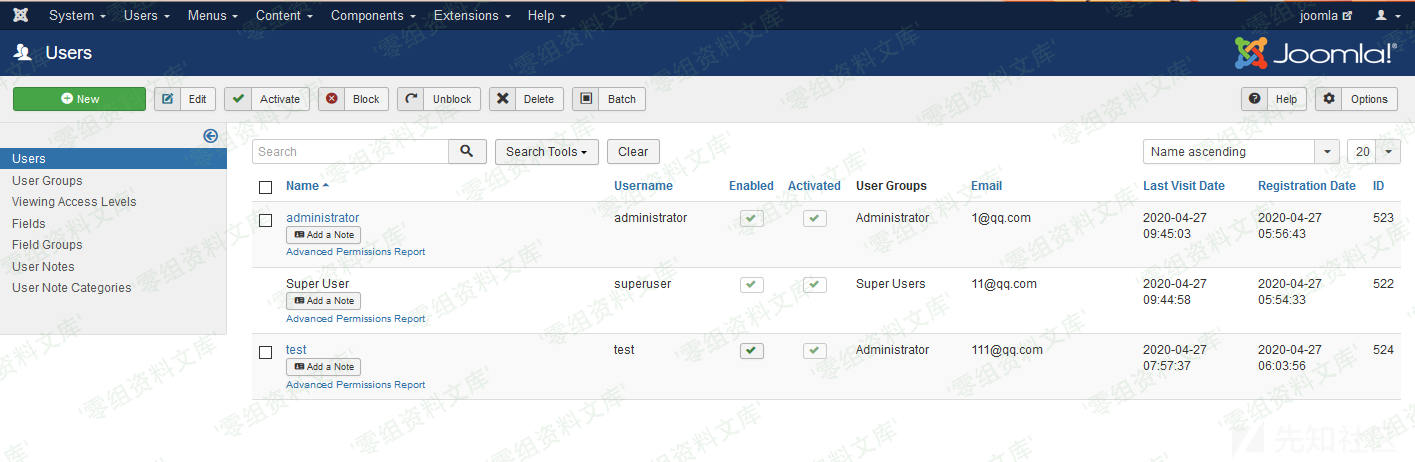 System Users Menus Content Components Extensions Help joomla
Users Joomla!®
New Edit Activate Block Unblock Delete Batch Help Options
Users
User Groups
Viewing Access Levels
Fields
Field Groups
User Notes
User Note Categories
Search Search Tools Clear Name ascending 20
Name Username Enabled Activated User Groups Email Last Visit Date Registration Date ID
administrator administrator Administrator 1@qq.com 2020-04-27 2020-04-27 523
Add a Note 09:45:03 05:56:43
Advanced Permissions Report
Super User superuser Super Users 11@qq.com 2020-04-27 2020-04-27 522
Add a Note 09:44:58 05:54:33
Advanced Permissions Report
test test Administrator 111@qq.com 2020-04-27 2020-04-27 524
Add a Note 07:57:37 06:03:56
Advanced Permissions Report
'零组资料文库'
先知社区